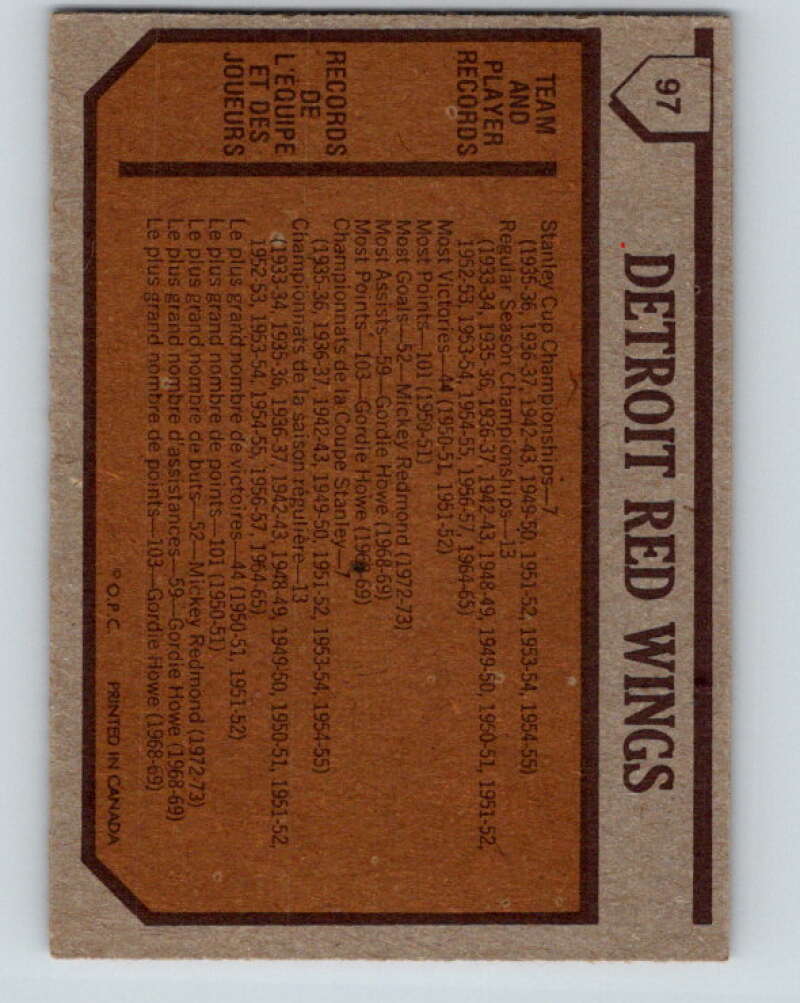 97
DETROIT RED WINGS
TEAM
AND
PLAYER
RECORDS
Stanley Cup Championships—7
(1935-36, 1936-37, 1942-43, 1949-50, 1951-52, 1953-54, 1954-55)
Regular Season Championships—13
(1933-34, 1935-36, 1936-37, 1942-43, 1948-49, 1949-50, 1950-51, 1951-52,
1952-53, 1953-54, 1954-55, 1956-57, 1964-65)
Most Victories—44 (1950-51, 1951-52)
Most Points—101 (1950-51)
Most Goals—52—Mickey Redmond (1972-73)
Most Assists—59—Gordie Howe (1968-69)
Most Points—103—Gordie Howe (1968-69)
RECORDS
DE
L'ÉQUIPE
ET DES
JOUEURS
Championnats de la Coupe Stanley—7
(1935-36, 1936-37, 1942-43, 1949-50, 1951-52, 1953-54, 1954-55)
Championnats de la saison régulière—13
(1933-34, 1935-36, 1936-37, 1942-43, 1948-49, 1949-50, 1950-51, 1951-52,
1952-53, 1953-54, 1954-55, 1956-57, 1964-65)
Le plus grand nombre de victoires—44 (1950-51, 1951-52)
Le plus grand nombre de points—101 (1950-51)
Le plus grand nombre de buts—52—Mickey Redmond (1972-73)
Le plus grand nombre d'assistances—59—Gordie Howe (1968-69)
Le plus grand nombre de points—103—Gordie Howe (1968-69)
© O.P.C. PRINTED IN CANADA